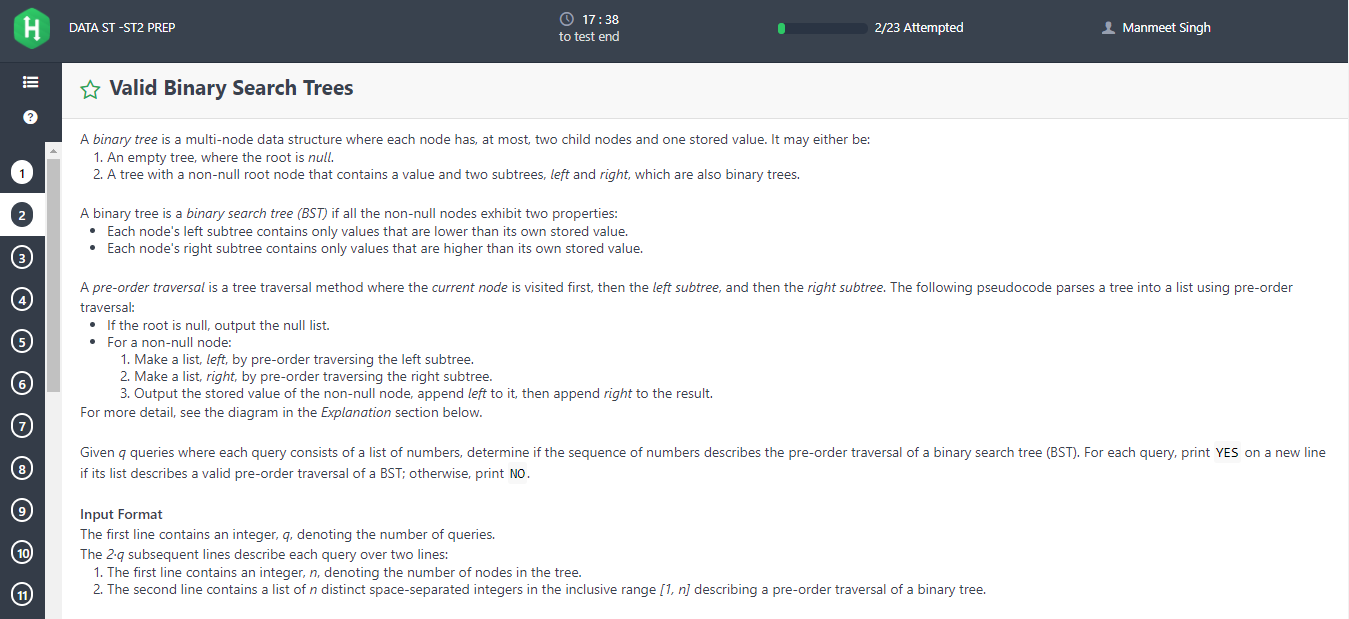 DATA ST -ST2 PREP
17 : 38
to test end
2/23 Attempted
Manmeet Singh
Valid Binary Search Trees
A binary tree is a multi-node data structure where each node has, at most, two child nodes and one stored value. It may either be:
1. An empty tree, where the root is null.
2. A tree with a non-null root node that contains a value and two subtrees, left and right, which are also binary trees.
A binary tree is a binary search tree (BST) if all the non-null nodes exhibit two properties:
• Each node's left subtree contains only values that are lower than its own stored value.
• Each node's right subtree contains only values that are higher than its own stored value.
A pre-order traversal is a tree traversal method where the current node is visited first, then the left subtree, and then the right subtree. The following pseudocode parses a tree into a list using pre-order
traversal:
• If the root is null, output the null list.
• For a non-null node:
1. Make a list, left, by pre-order traversing the left subtree.
2. Make a list, right, by pre-order traversing the right subtree.
3. Output the stored value of the non-null node, append left to it, then append right to the result.
For more detail, see the diagram in the Explanation section below.
Given q queries where each query consists of a list of numbers, determine if the sequence of numbers describes the pre-order traversal of a binary search tree (BST). For each query, print YES on a new line
if its list describes a valid pre-order traversal of a BST; otherwise, print NO.
Input Format
The first line contains an integer, q, denoting the number of queries.
The 2·q subsequent lines describe each query over two lines:
1. The first line contains an integer, n, denoting the number of nodes in the tree.
2. The second line contains a list of n distinct space-separated integers in the inclusive range [1, n] describing a pre-order traversal of a binary tree.
?
1
2
3
4
5
6
7
8
9
10
11